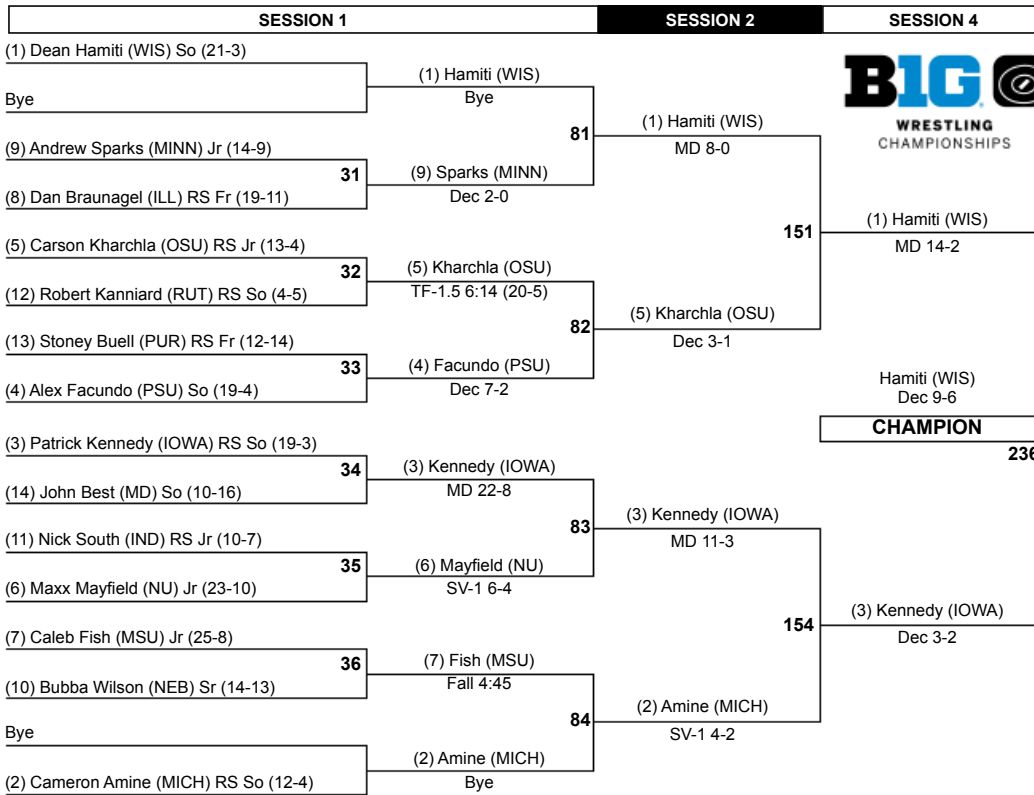 SESSION 1
SESSION 2
SESSION 4
(1) Dean Hamiti (WIS) So (21-3)
Bye
(9) Andrew Sparks (MINN) Jr (14-9)
31
(8) Dan Braunagel (ILL) RS Fr (19-11)
(5) Carson Kharchla (OSU) RS Jr (13-4)
32
(12) Robert Kanniard (RUT) RS So (4-5)
(13) Stoney Buell (PUR) RS Fr (12-14)
33
(4) Alex Facundo (PSU) So (19-4)
(3) Patrick Kennedy (IOWA) RS So (19-3)
34
(14) John Best (MD) So (10-16)
(11) Nick South (IND) RS Jr (10-7)
35
(6) Maxx Mayfield (NU) Jr (23-10)
(7) Caleb Fish (MSU) Jr (25-8)
36
(10) Bubba Wilson (NEB) Sr (14-13)
Bye
(2) Cameron Amine (MICH) RS So (12-4)
(1) Hamiti (WIS)
Bye
81
(9) Sparks (MINN)
Dec 2-0
(5) Kharchla (OSU)
TF-1.5 6:14 (20-5)
82
(4) Facundo (PSU)
Dec 7-2
(3) Kennedy (IOWA)
MD 22-8
83
(6) Mayfield (NU)
SV-1 6-4
(7) Fish (MSU)
Fall 4:45
84
(2) Amine (MICH)
Bye
(1) Hamiti (WIS)
MD 8-0
151
(5) Kharchla (OSU)
Dec 3-1
(3) Kennedy (IOWA)
MD 11-3
154
(2) Amine (MICH)
SV-1 4-2
B1G
WRESTLING
CHAMPIONSHIPS
(1) Hamiti (WIS)
MD 14-2
Hamiti (WIS)
Dec 9-6
CHAMPION
236
(3) Kennedy (IOWA)
Dec 3-2